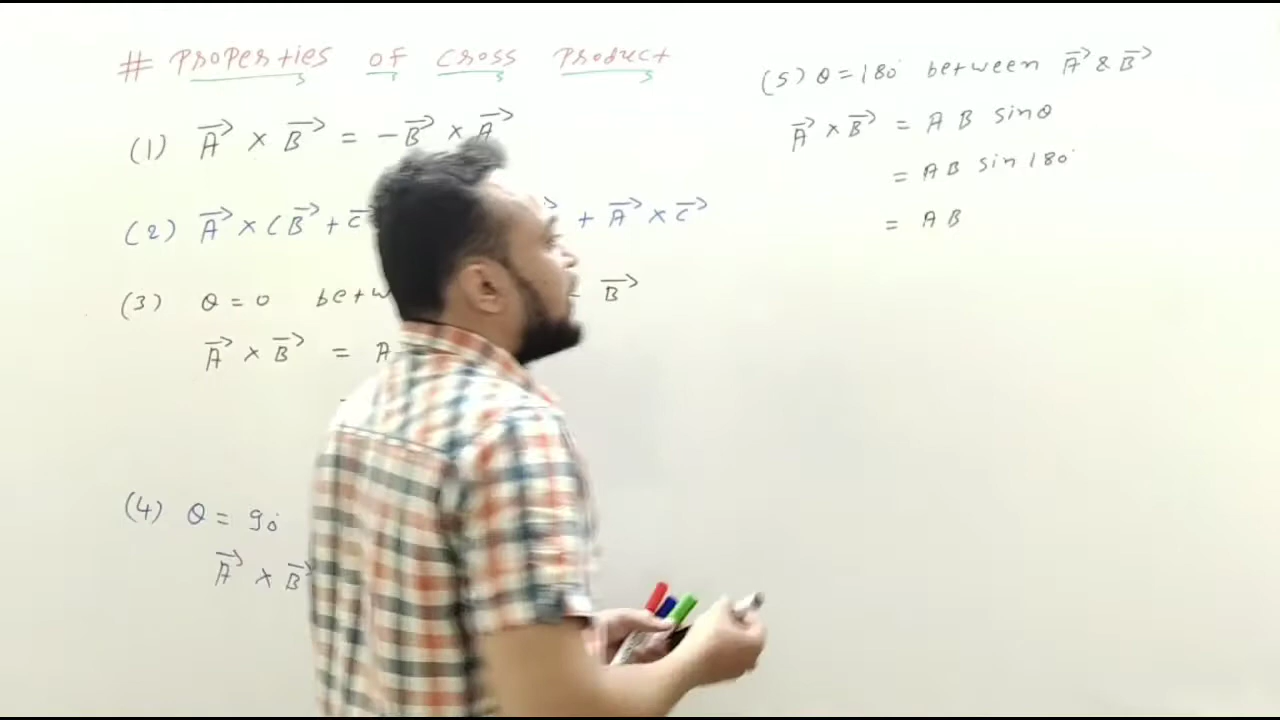 # Properties of Cross Product
(1) A⃗ × B⃗ = -B⃗ × A⃗
(2) A⃗ × (B⃗ + C⃗ + A⃗ × C⃗
(3) θ = 0 betw B⃗
A⃗ × B⃗ = A
(4) θ = 90°
A⃗ × B⃗
(5) θ = 180° between A⃗ & B⃗
A⃗ × B⃗ = A B sinθ
= A B sin 180°
= A B